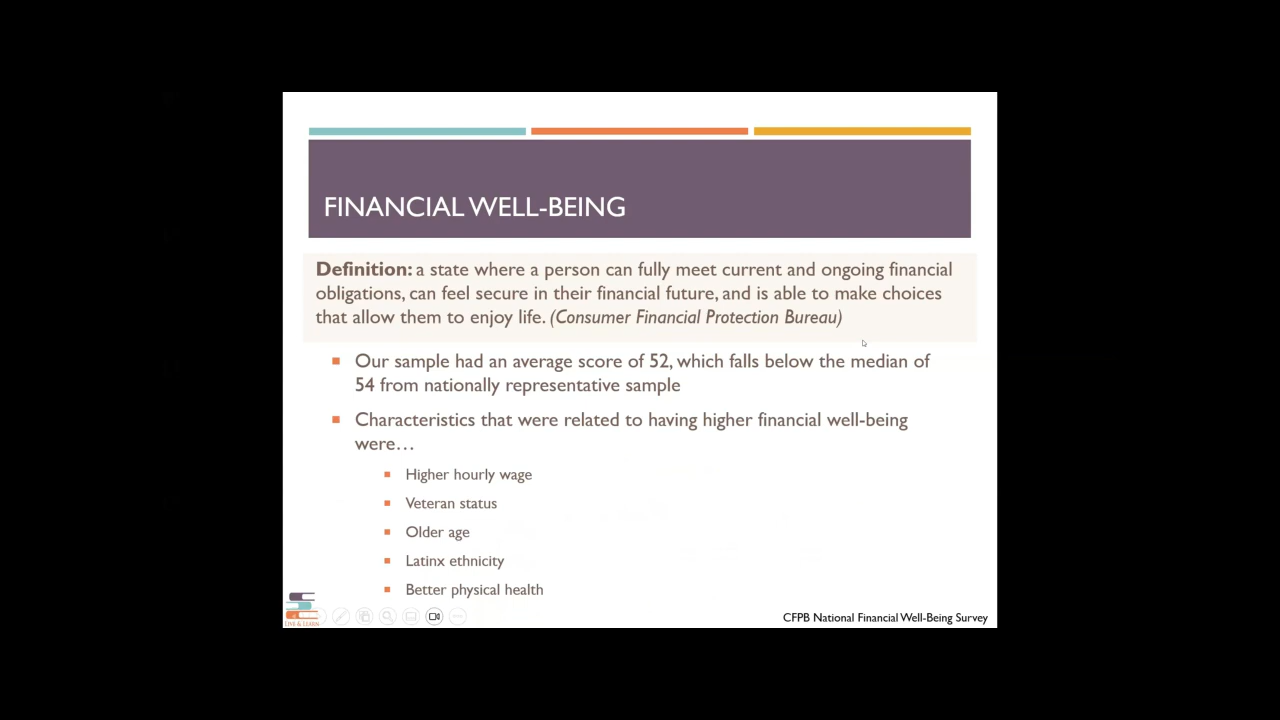 FINANCIAL WELL-BEING
Definition: a state where a person can fully meet current and ongoing financial
obligations, can feel secure in their financial future, and is able to make choices
that allow them to enjoy life. (Consumer Financial Protection Bureau)
Our sample had an average score of 52, which falls below the median of
54 from nationally representative sample
Characteristics that were related to having higher financial well-being
were…
Higher hourly wage
Veteran status
Older age
Latinx ethnicity
Better physical health
LIVE & LEARN
CFPB National Financial Well-Being Survey